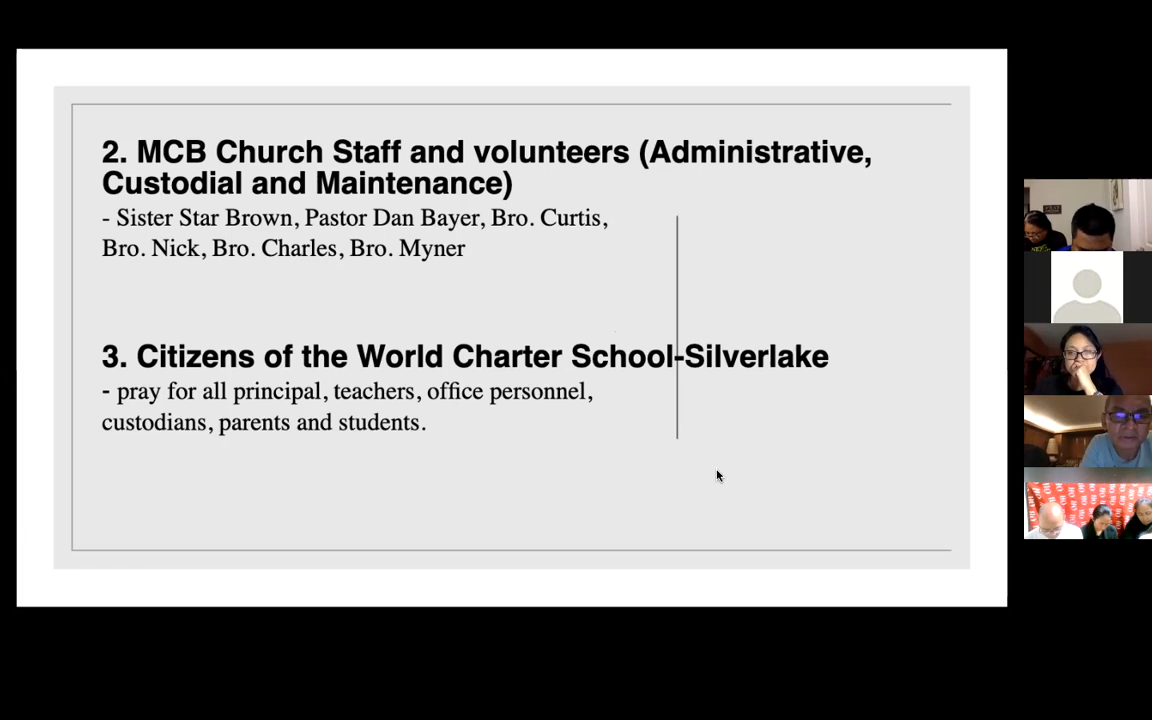 2. MCB Church Staff and volunteers (Administrative,
Custodial and Maintenance)
- Sister Star Brown, Pastor Dan Bayer, Bro. Curtis,
Bro. Nick, Bro. Charles, Bro. Myner
3. Citizens of the World Charter School-Silverlake
- pray for all principal, teachers, office personnel,
custodians, parents and students.